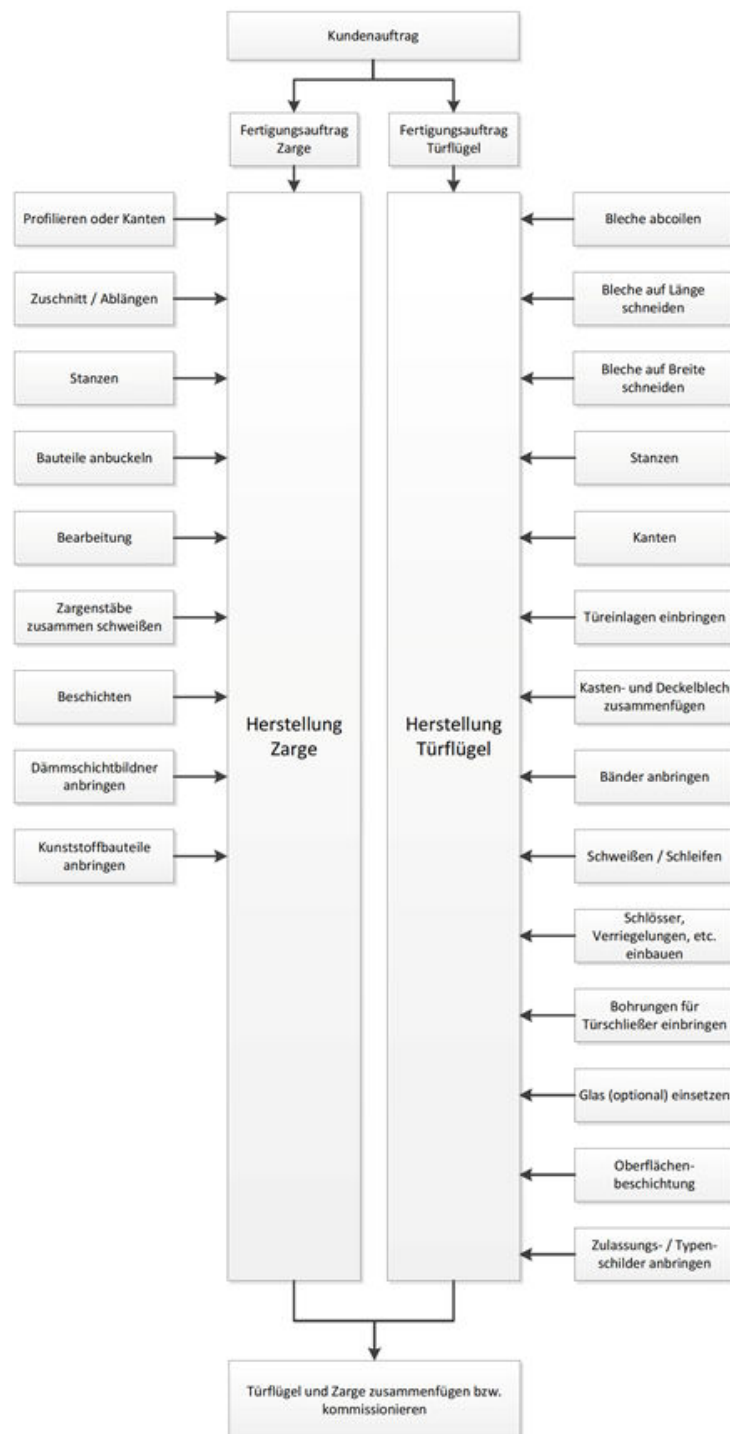 Kundenauftrag
Fertigungsauftrag
Zarge
Fertigungsauftrag
Türflügel
Profilieren oder Kanten
Zuschnitt / Ablängen
Stanzen
Bauteile anbuckeln
Bearbeitung
Zargenstäbe
zusammen schweißen
Beschichten
Dämmschichtbildner
anbringen
Kunststoffbauteile
anbringen
Herstellung
Zarge
Herstellung
Türflügel
Bleche abcoilen
Bleche auf Länge
schneiden
Bleche auf Breite
schneiden
Stanzen
Kanten
Türeinlagen einbringen
Kasten- und Deckelblech
zusammenfügen
Bänder anbringen
Schweißen / Schleifen
Schlösser,
Verriegelungen, etc.
einbauen
Bohrungen für
Türschließer einbringen
Glas (optional) einsetzen
Oberflächen-
beschichtung
Zulassungs- / Typen-
schilder anbringen
Türflügel und Zarge zusammenfügen bzw.
kommissionieren